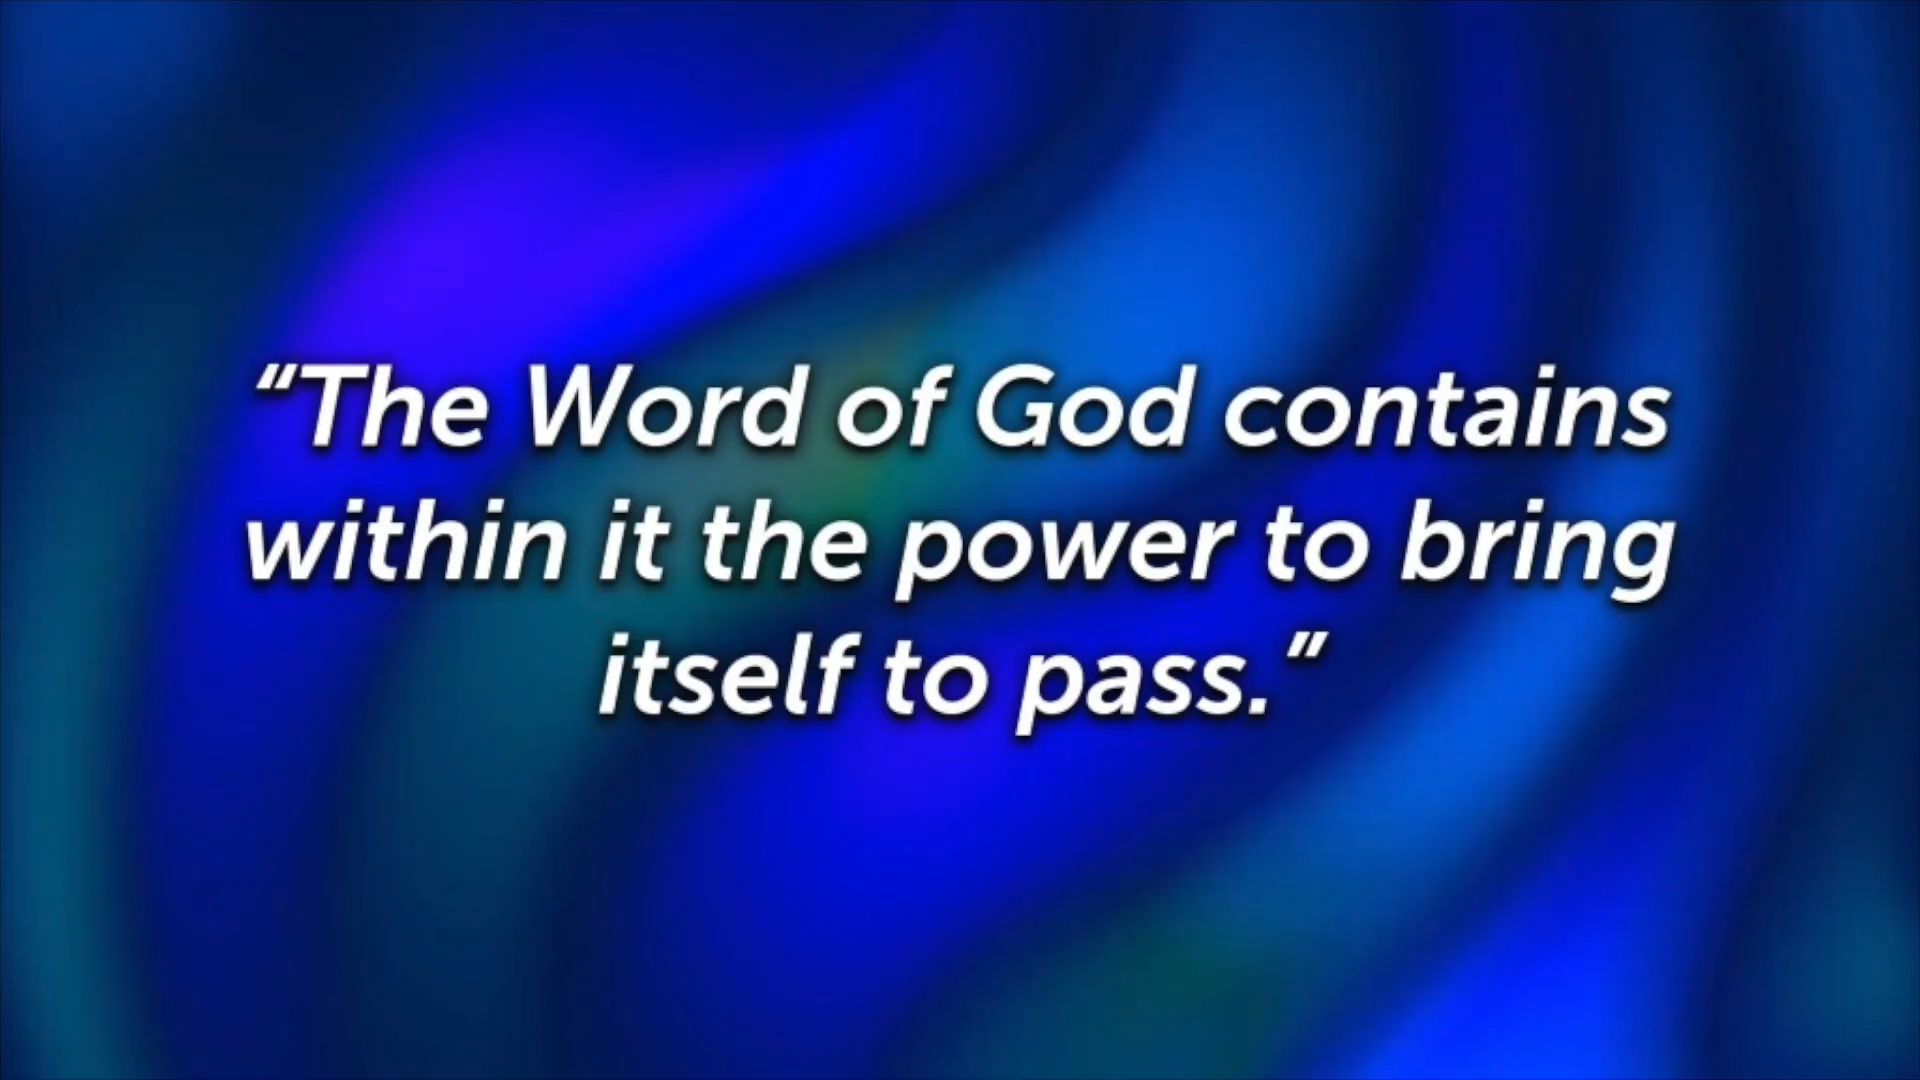 “The Word of God contains
within it the power to bring
itself to pass.”